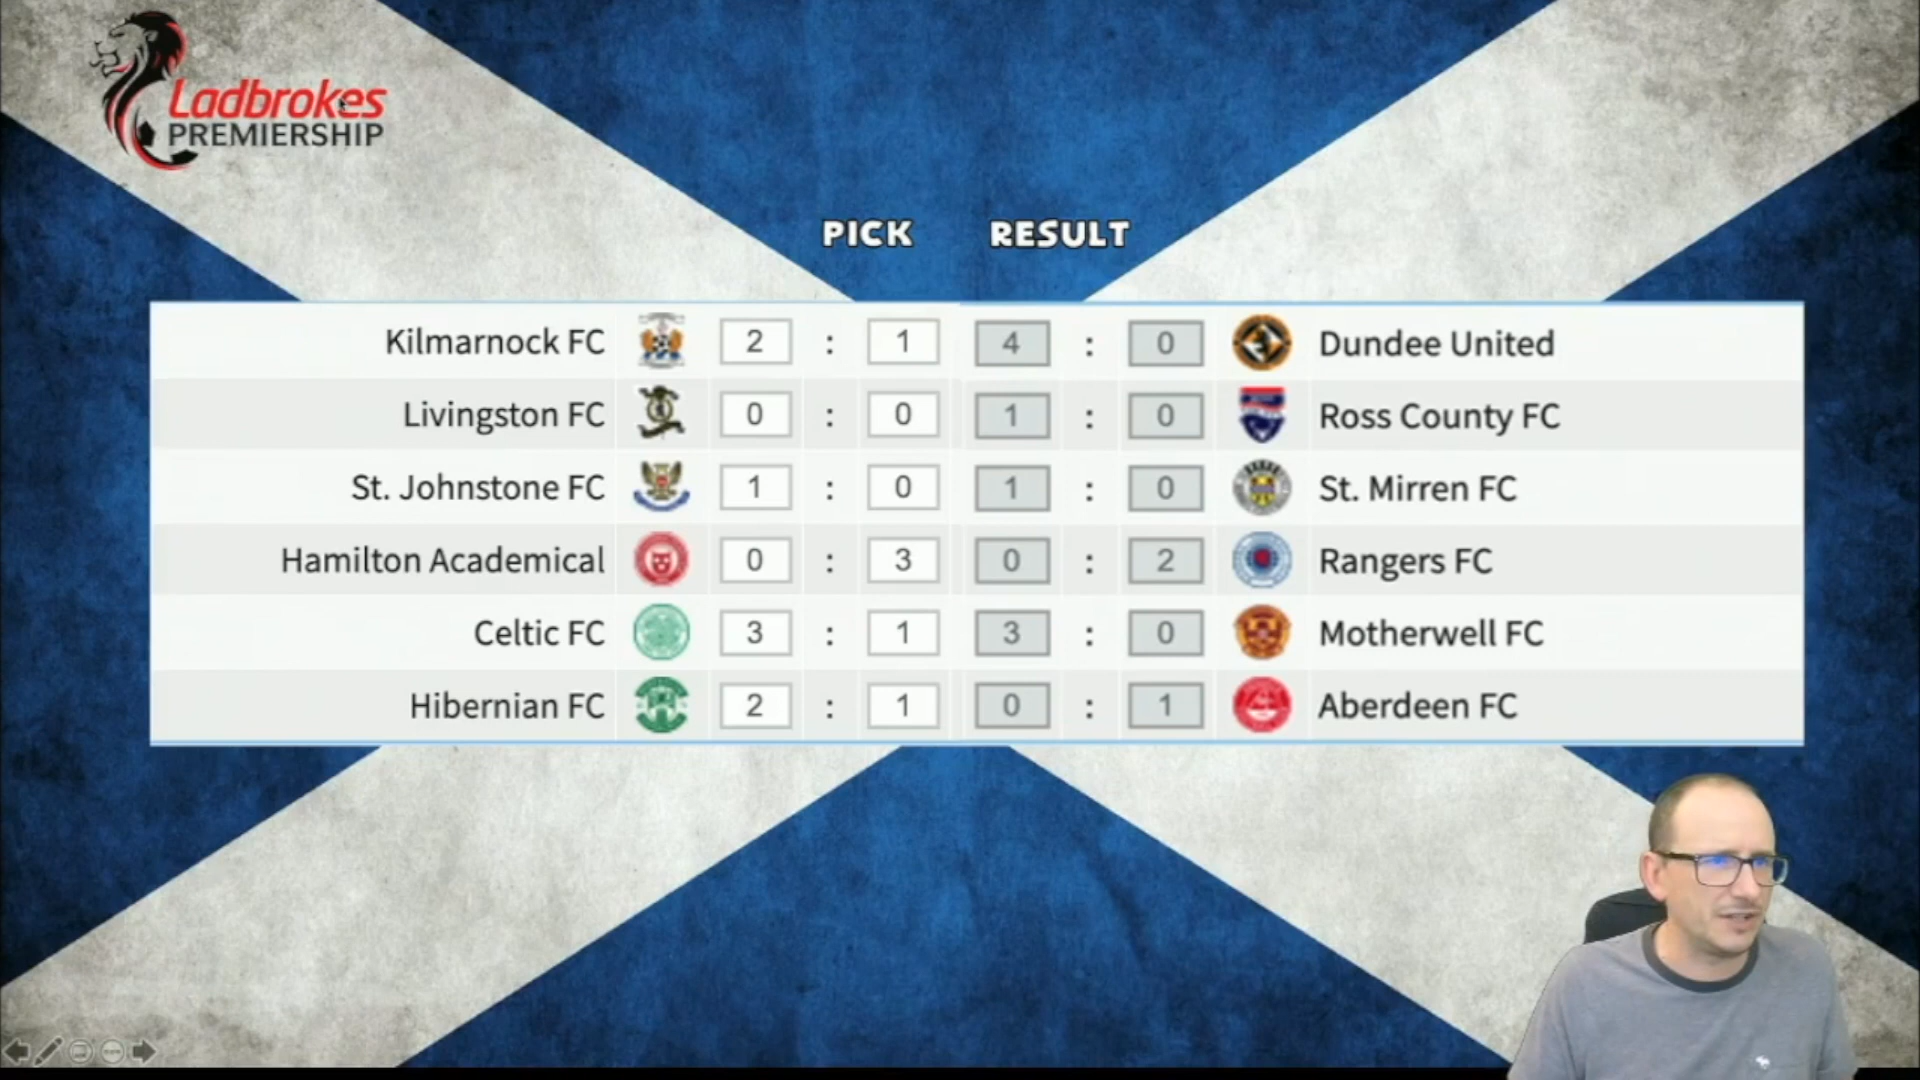 Ladbrokes
PREMIERSHIP
PICK RESULT
Kilmarnock FC 2 : 1 4 : 0 Dundee United
Livingston FC 0 : 0 1 : 0 Ross County FC
St. Johnstone FC 1 : 0 1 : 0 St. Mirren FC
Hamilton Academical 0 : 3 0 : 2 Rangers FC
Celtic FC 3 : 1 3 : 0 Motherwell FC
Hibernian FC 2 : 1 0 : 1 Aberdeen FC